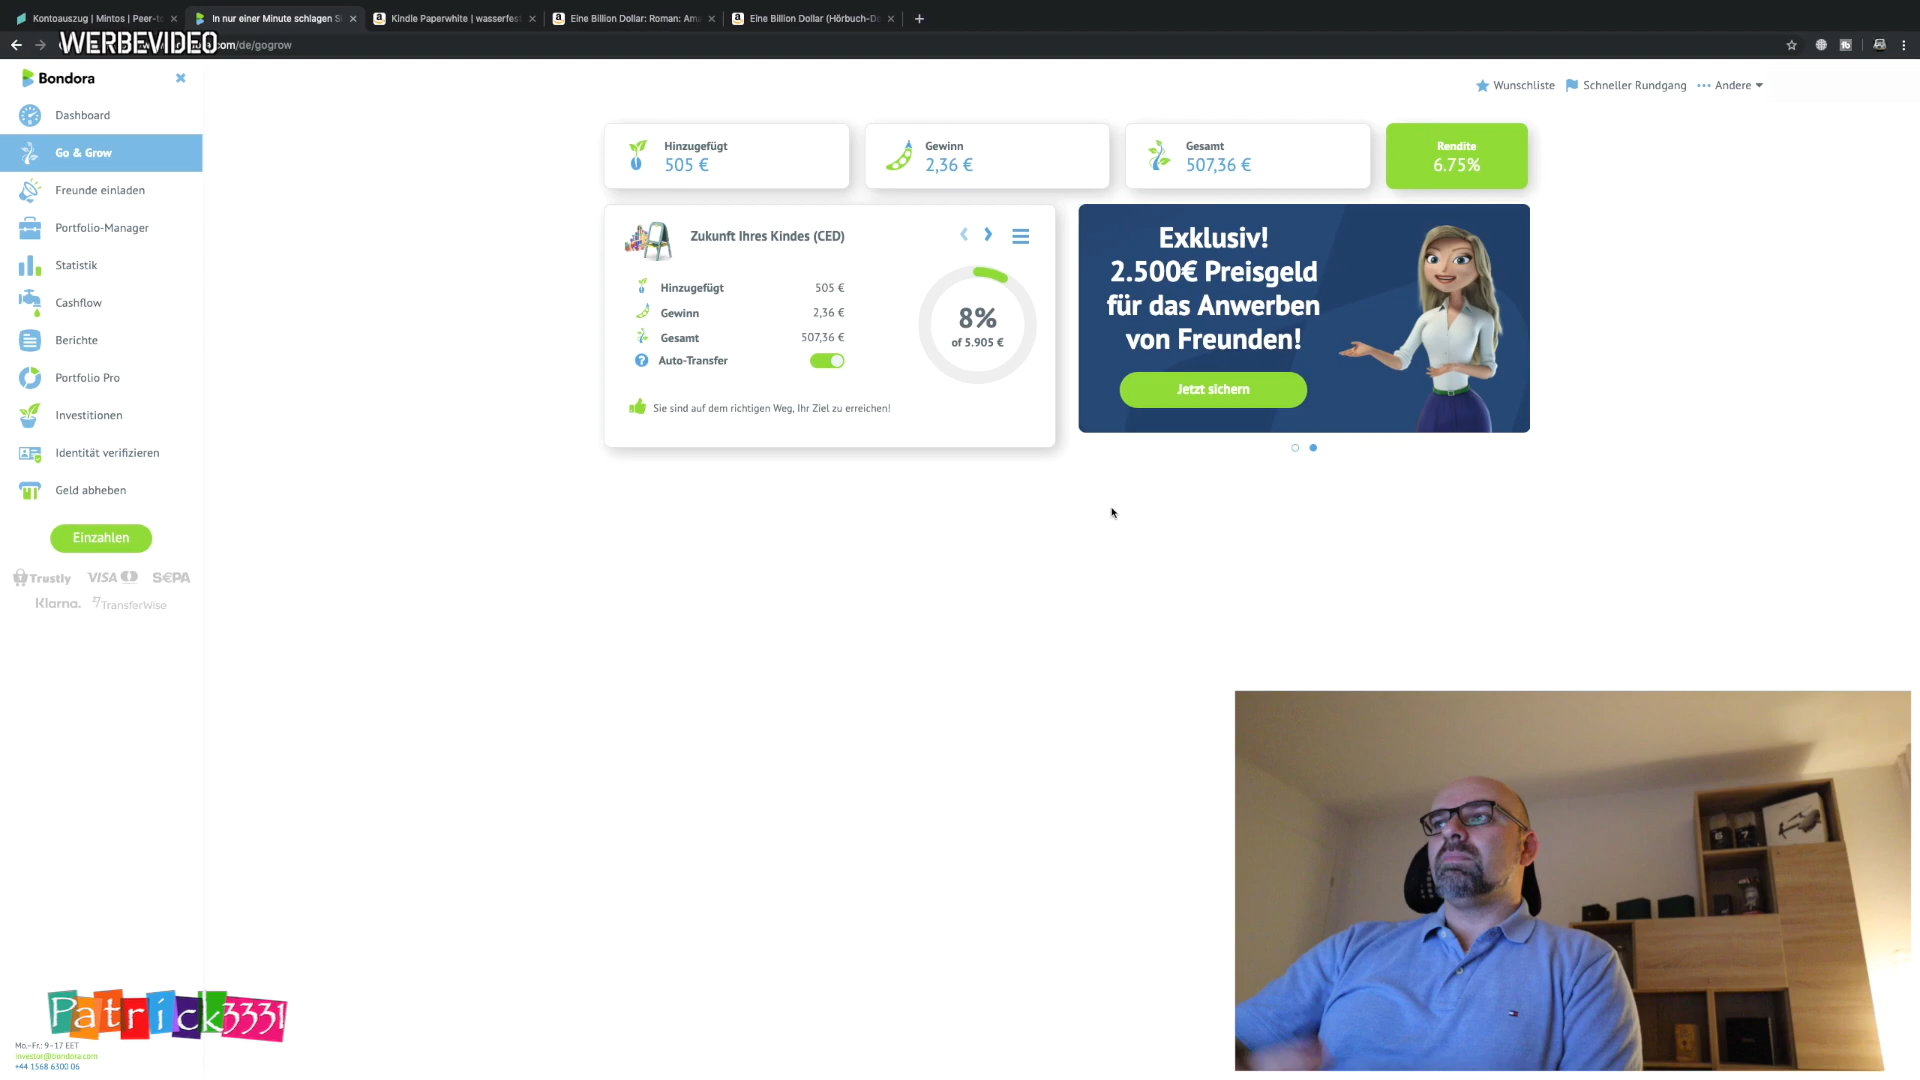 Kontoauszug | Mintos | Peer-to
In nur einer Minute schlagen S
Kindle Paperwhite | wasserfes
Eine Billion Dollar: Roman: Am
Eine Billion Dollar (Hörbuch-Do
WERBEVIDEO
com/de/gogrow
Bondora
Wunschliste
Schneller Rundgang
Andere
Dashboard
Go & Grow
Freunde einladen
Portfolio-Manager
Statistik
Cashflow
Berichte
Portfolio Pro
Investitionen
Identität verifizieren
Geld abheben
Einzahlen
Trustly VISA S€PA
Klarna. TransferWise
Hinzugefügt
505 €
Gewinn
2,36 €
Gesamt
507,36 €
Rendite
6.75%
Zukunft Ihres Kindes (CED)
Hinzugefügt 505 €
Gewinn 2,36 €
Gesamt 507,36 €
Auto-Transfer
8%
of 5.905 €
Sie sind auf dem richtigen Weg, Ihr Ziel zu erreichen!
Exklusiv!
2.500€ Preisgeld
für das Anwerben
von Freunden!
Jetzt sichern
Patrick3331
Mo.-Fr.: 9-17 EET
investor@bondora.com
+44 1568 6300 06